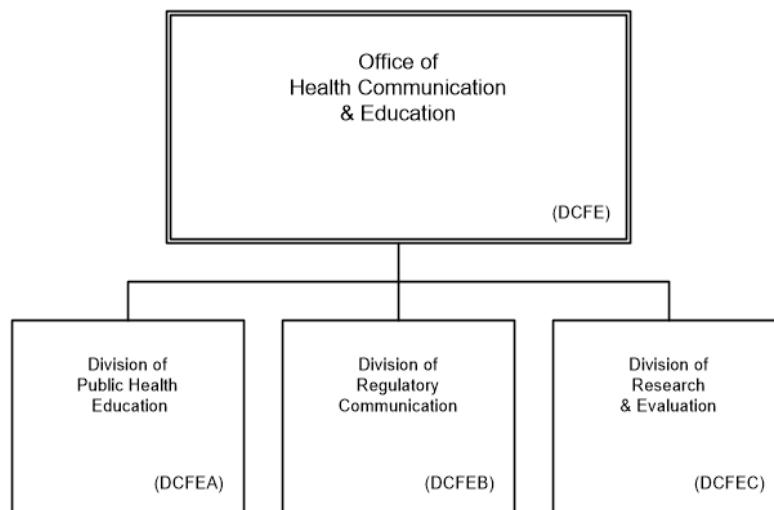 Office of
Health Communication
& Education
(DCFE)
Division of
Public Health
Education
(DCFEA)
Division of
Regulatory
Communication
(DCFEB)
Division of
Research
& Evaluation
(DCFEC)